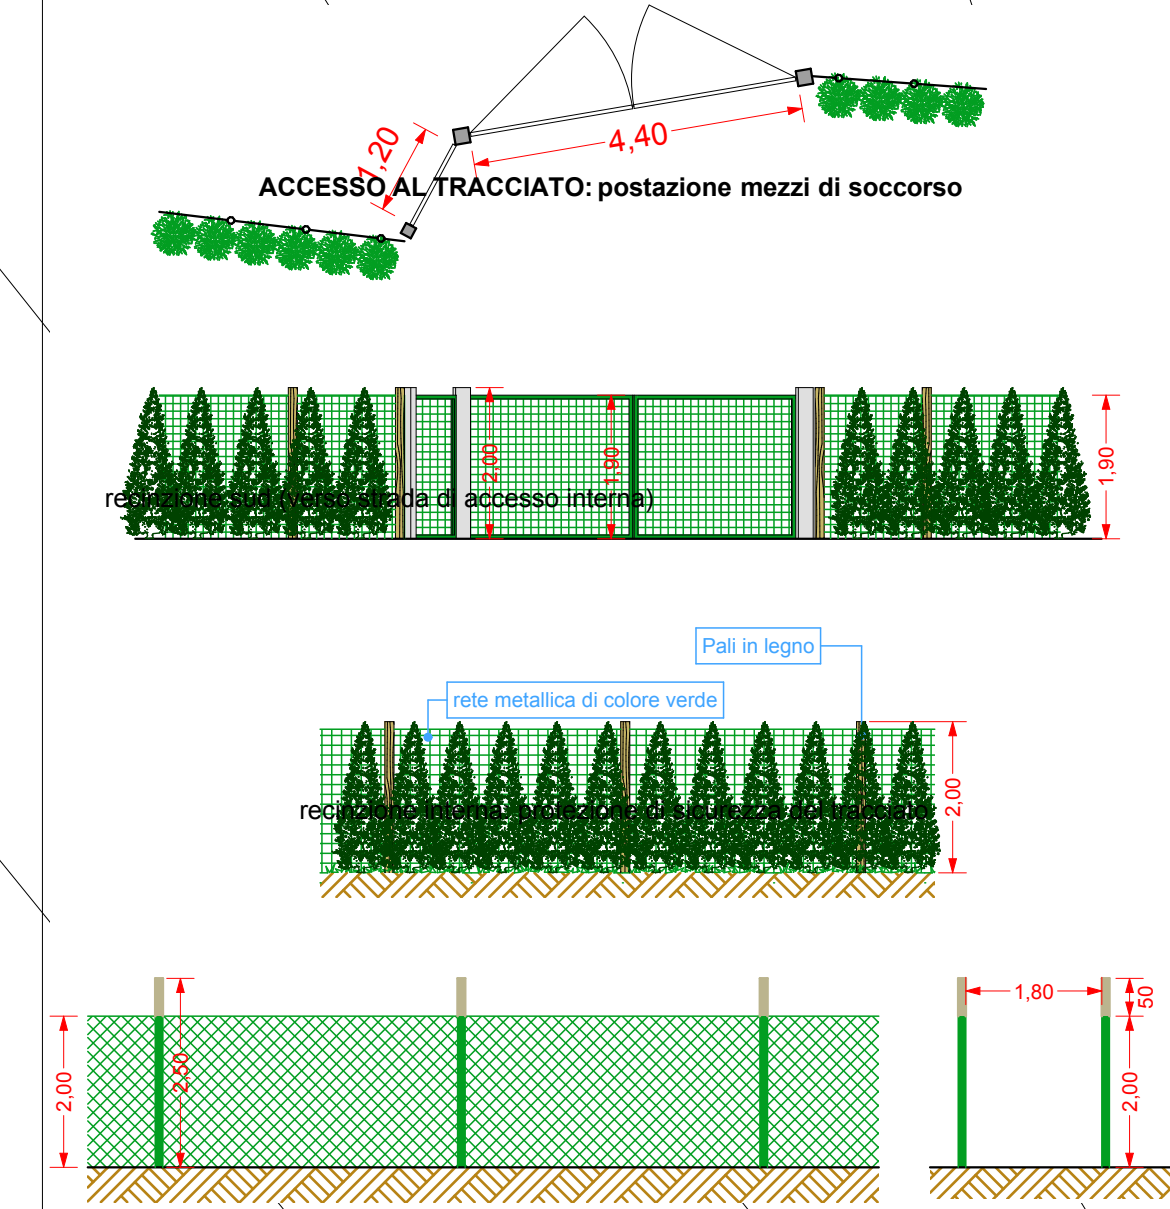 1,20
4,40
ACCESSO AL TRACCIATO: postazione mezzi di soccorso
2,00
1,90
1,90
recinzione sud (verso strada di accesso interna)
Pali in legno
rete metallica di colore verde
recinzione interna: protezione di sicurezza del tracciato
2,00
1,80
50
2,00
2,50
2,00